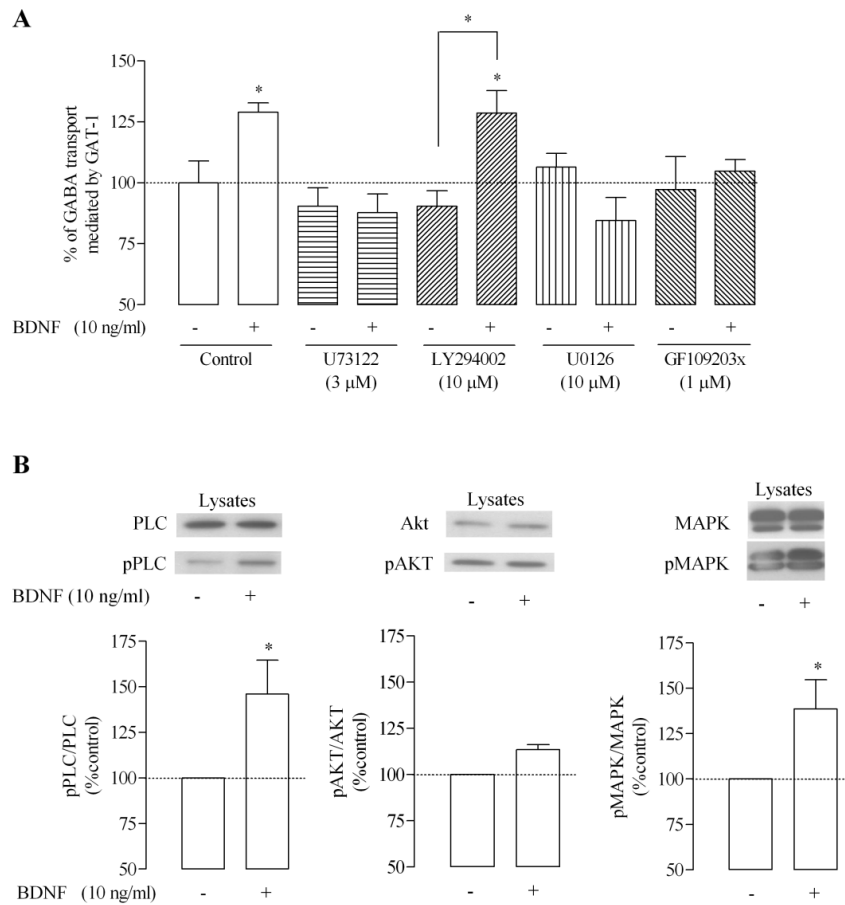 A
*
*
*
% of GABA transport
mediated by GAT-1
150
125
100
75
50
BDNF (10 ng/ml) - + - + - + - + - +
Control U73122 LY294002 U0126 GF109203x
(3 μM) (10 μM) (10 μM) (1 μM)
B
Lysates Lysates Lysates
PLC Akt MAPK
pPLC pAKT pMAPK
BDNF (10 ng/ml) - + - + - +
pPLC/PLC
(%control)
175
150
125
100
75
50
*
pAKT/AKT
(%control)
175
150
125
100
75
50
pMAPK/MAPK
(%control)
175
150
125
100
75
50
*
BDNF (10 ng/ml) - + - + - +